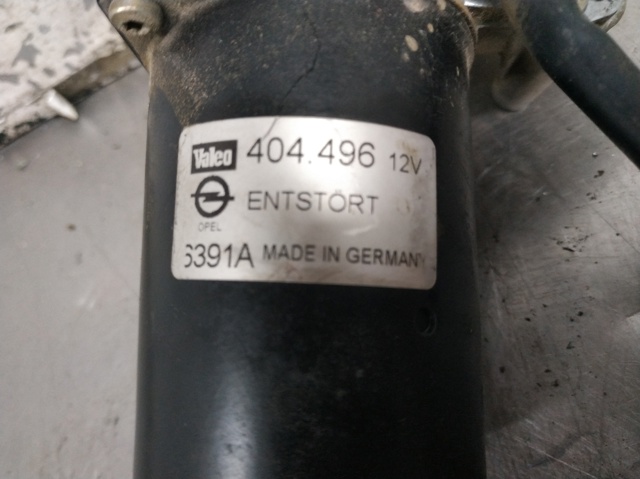 Valeo 404.496 12V
ENTSTÖRT
OPEL
6391A MADE IN GERMANY